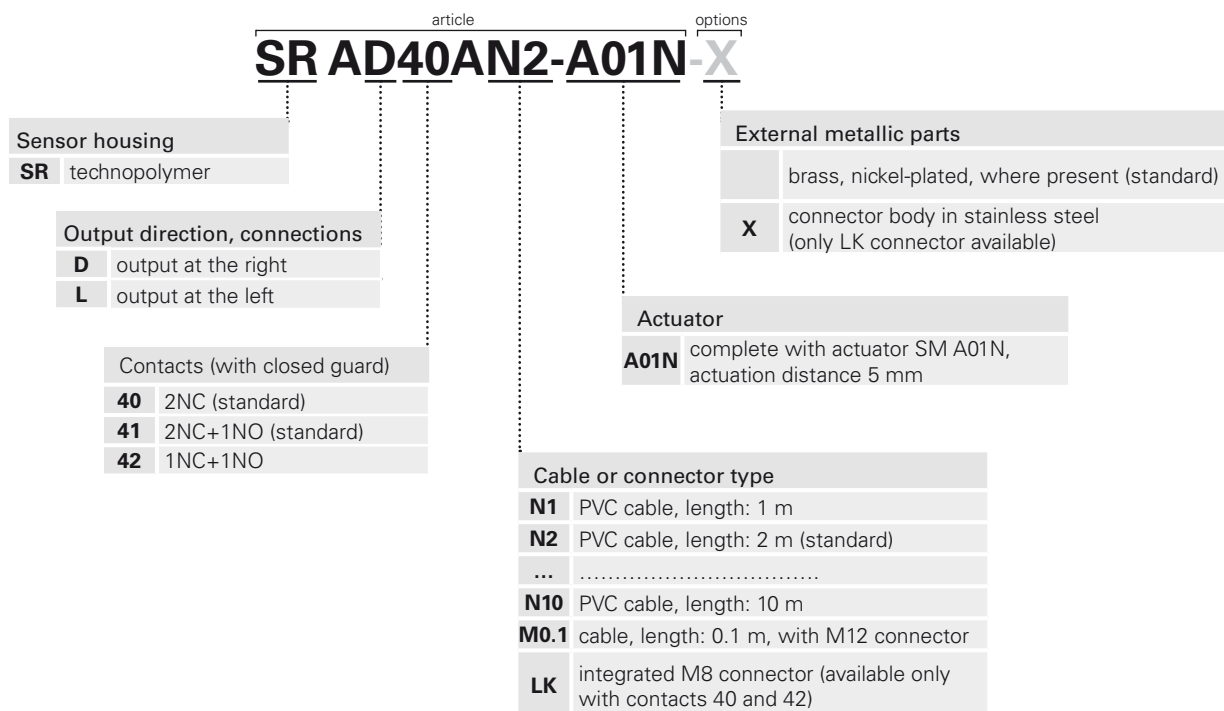 article
options
SR AD40AN2-A01N-X
Sensor housing
SR technopolymer
Output direction, connections
D output at the right
L output at the left
Contacts (with closed guard)
40 2NC (standard)
41 2NC+1NO (standard)
42 1NC+1NO
External metallic parts
brass, nickel-plated, where present (standard)
X connector body in stainless steel
(only LK connector available)
Actuator
A01N complete with actuator SM A01N,
actuation distance 5 mm
Cable or connector type
N1 PVC cable, length: 1 m
N2 PVC cable, length: 2 m (standard)
... ..................................
N10 PVC cable, length: 10 m
M0.1 cable, length: 0.1 m, with M12 connector
LK integrated M8 connector (available only
with contacts 40 and 42)